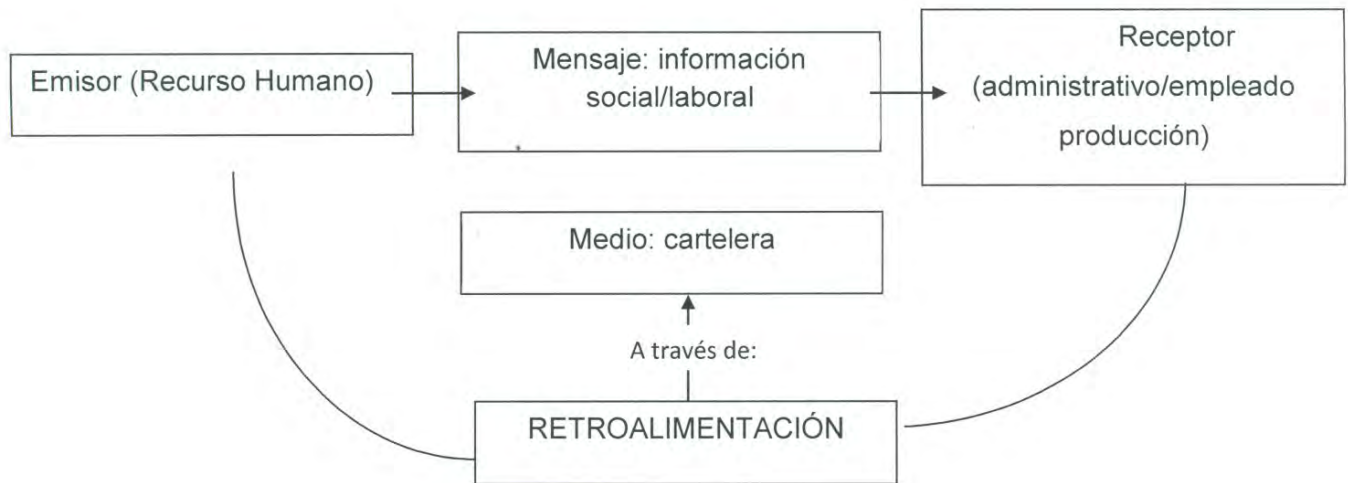 Emisor (Recurso Humano)
Mensaje: información
social/laboral
Receptor
(administrativo/empleado
producción)
Medio: cartelera
A través de:
RETROALIMENTACIÓN